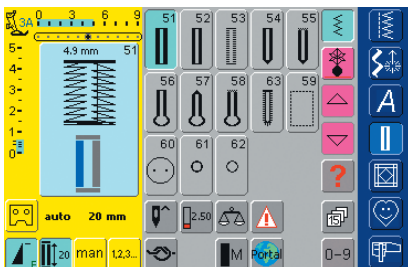 3A 0 3 6 9
5-
4-
3-
2-
1-
0
4.9 mm 51
51 52 53 54 55
56 57 58 63 59
60 61 62
A
?
auto 20 mm
2.50
F 20 man 1,2,3... M Portal 0-9